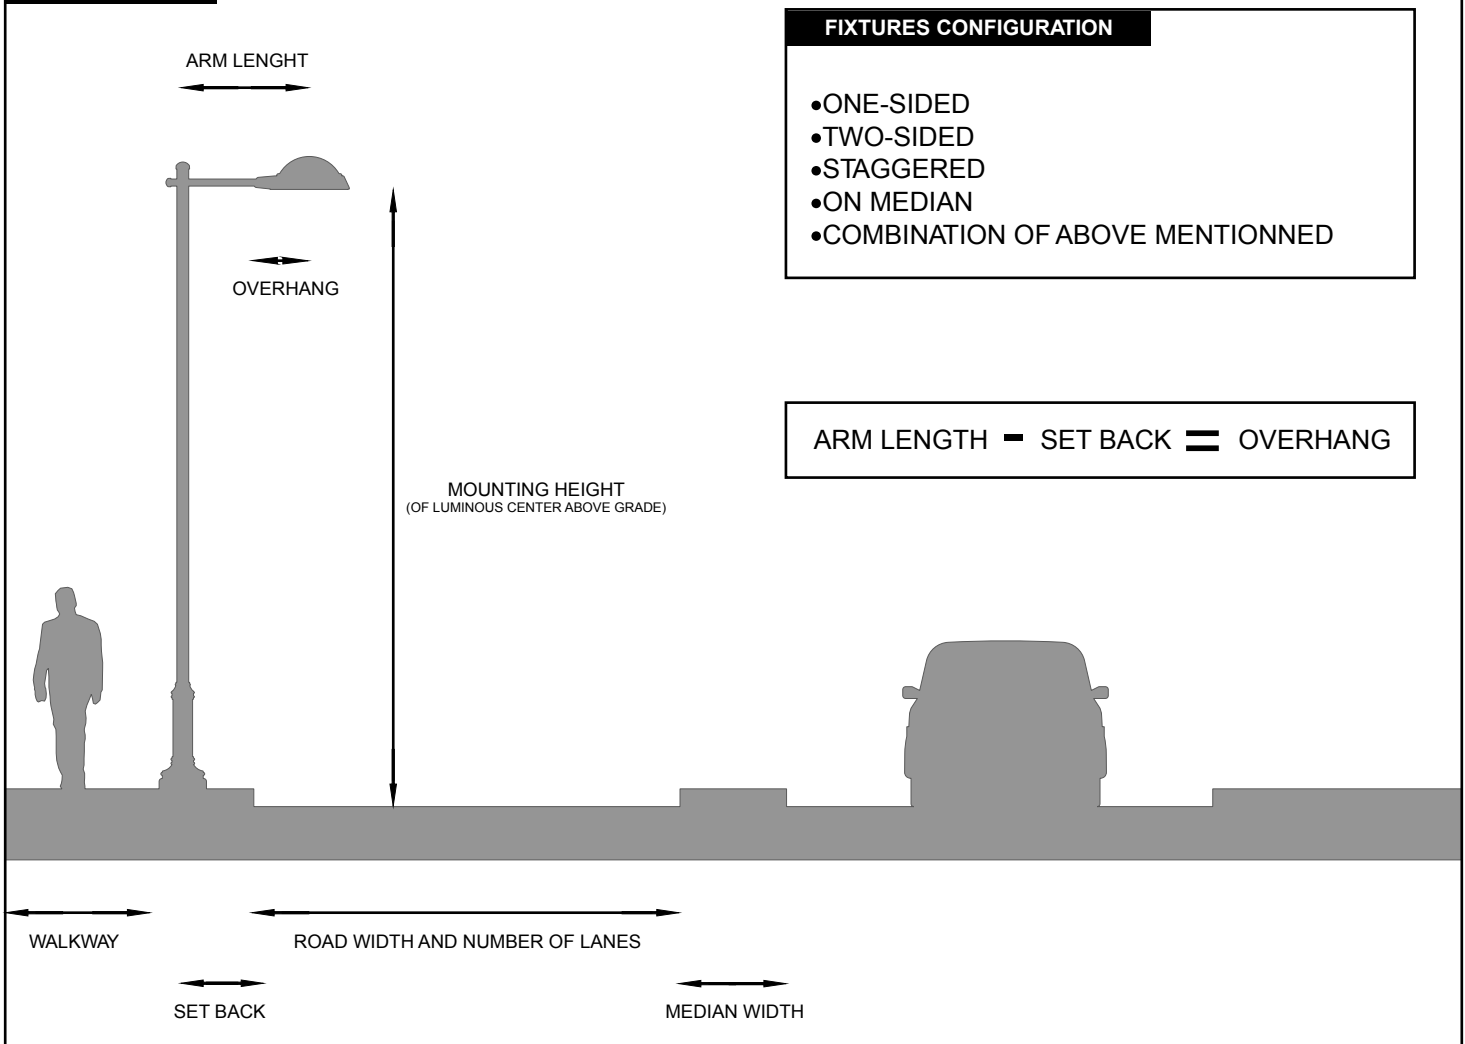 FIXTURES CONFIGURATION
ARM LENGHT
•ONE-SIDED
•TWO-SIDED
•STAGGERED
•ON MEDIAN
•COMBINATION OF ABOVE MENTIONNED
OVERHANG
ARM LENGTH - SET BACK = OVERHANG
MOUNTING HEIGHT
(OF LUMINOUS CENTER ABOVE GRADE)
WALKWAY
ROAD WIDTH AND NUMBER OF LANES
SET BACK
MEDIAN WIDTH